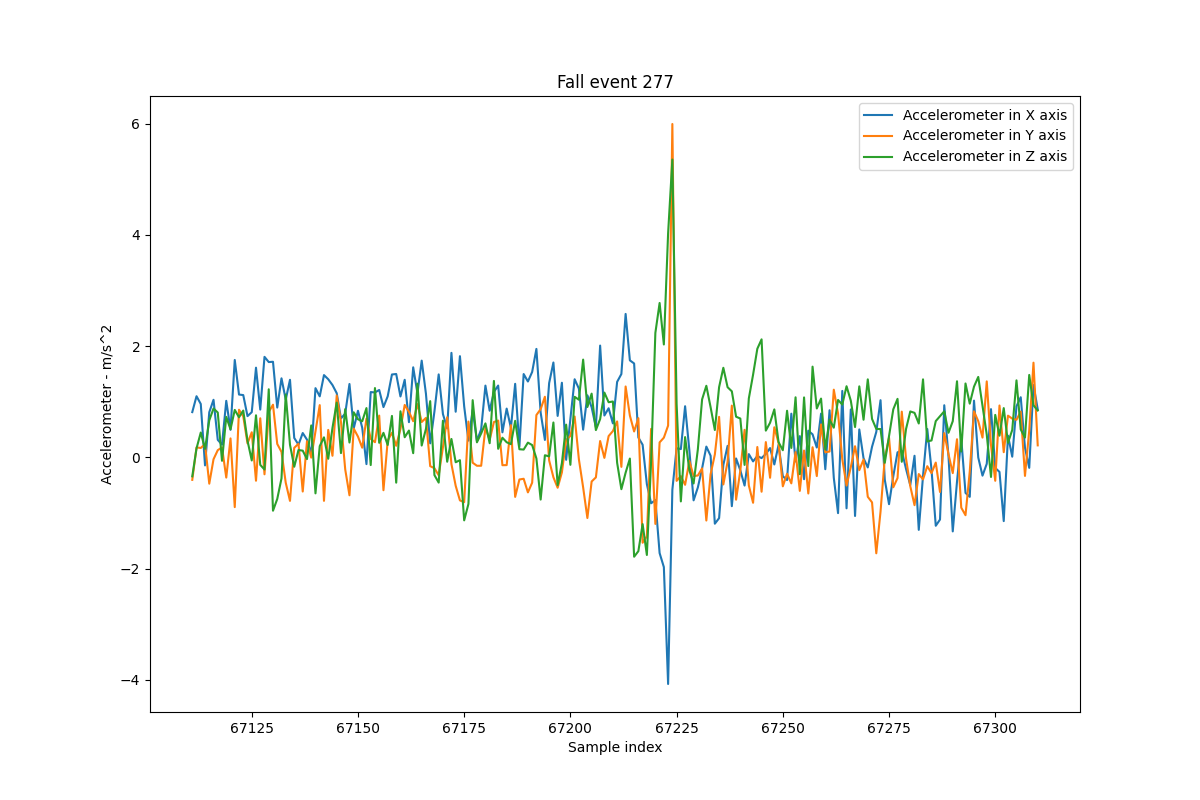 Fall event 277
Accelerometer in X axis
Accelerometer in Y axis
Accelerometer in Z axis
Accelerometer - m/s^2
6
4
2
0
−2
−4
67125 67150 67175 67200 67225 67250 67275 67300
Sample index